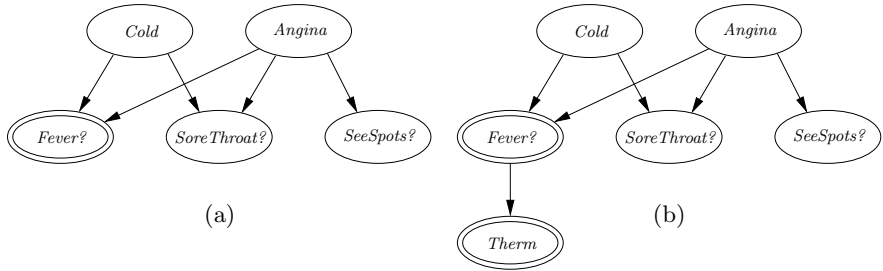 Cold Angina Cold Angina
Fever? SoreThroat? SeeSpots? Fever? SoreThroat? SeeSpots?
(a) (b)
Therm